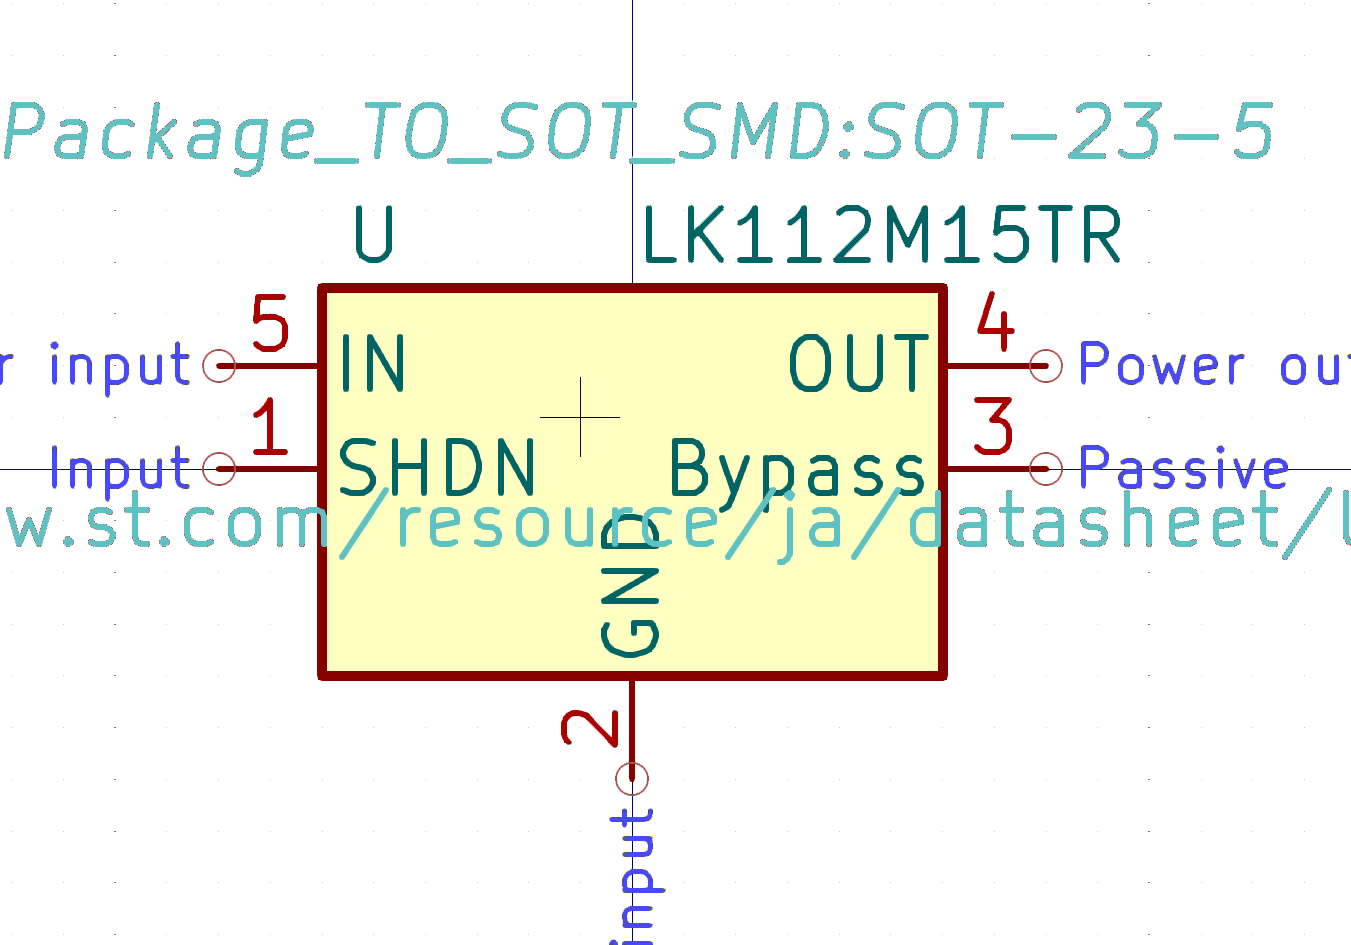 Package_TO_SOT_SMD:SOT-23-5
U LK112M15TR
5 4
r input IN OUT Power out
1 3
Input SHDN Bypass Passive
w.st.com/resource/ja/datasheet/l
GND
2
input